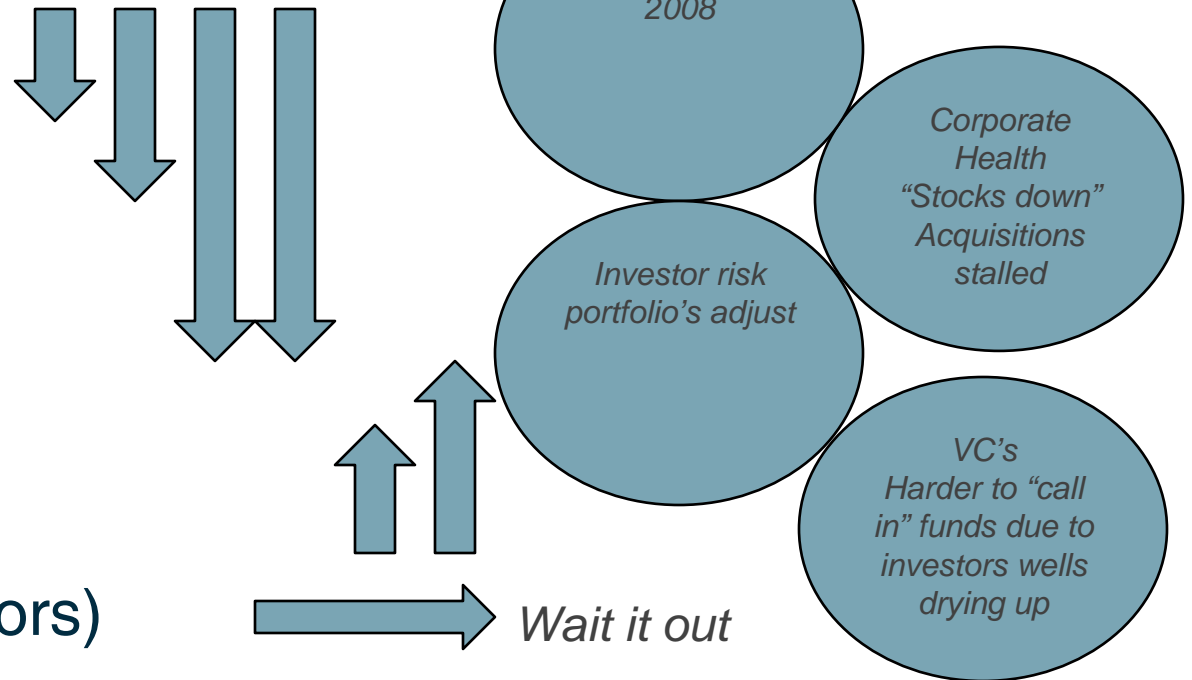 2008
Corporate
Health
“Stocks down”
Acquisitions
stalled
Investor risk
portfolio’s adjust
VC’s
Harder to “call
in” funds due to
investors wells
drying up
ors)
Wait it out